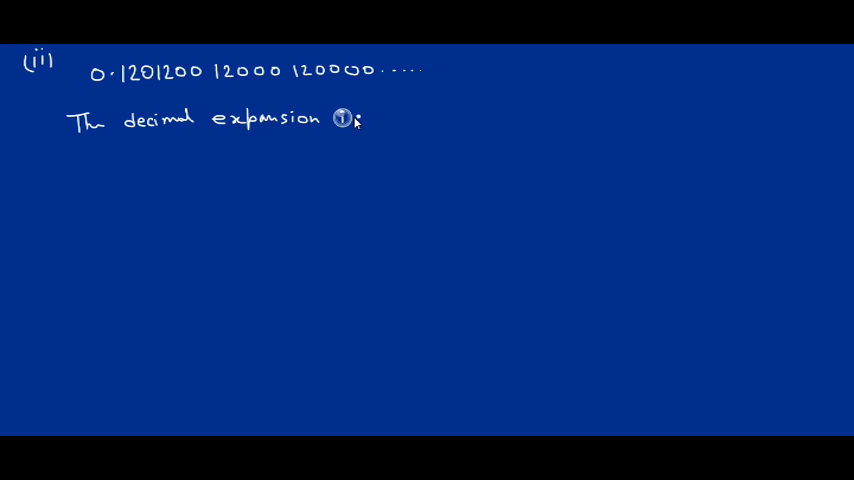 (ii)
0.1201200 12000 120000.....
The decimal expansion i